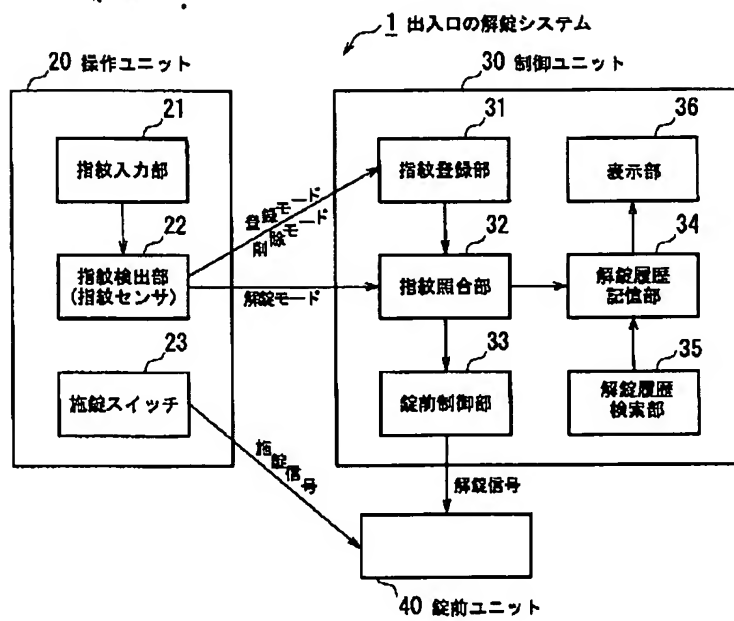 1 出入口の解錠システム
20 操作ユニット
21
指紋入力部
22
指紋検出部
(指紋センサ)
23
施錠スイッチ
登録モード
削除モード
解錠モード
施錠信号
30 制御ユニット
31
指紋登録部
32
指紋照合部
33
錠前制御部
36
表示部
34
解錠履歴
記憶部
35
解錠履歴
検索部
解錠信号
40 錠前ユニット